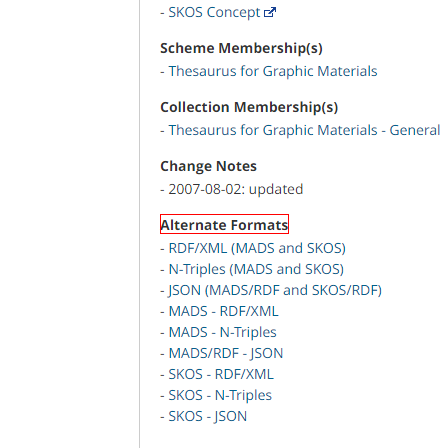 - SKOS Concept
Scheme Membership(s)
- Thesaurus for Graphic Materials
Collection Membership(s)
- Thesaurus for Graphic Materials - General
Change Notes
- 2007-08-02: updated
Alternate Formats
- RDF/XML (MADS and SKOS)
- N-Triples (MADS and SKOS)
- JSON (MADS/RDF and SKOS/RDF)
- MADS - RDF/XML
- MADS - N-Triples
- MADS/RDF - JSON
- SKOS - RDF/XML
- SKOS - N-Triples
- SKOS - JSON